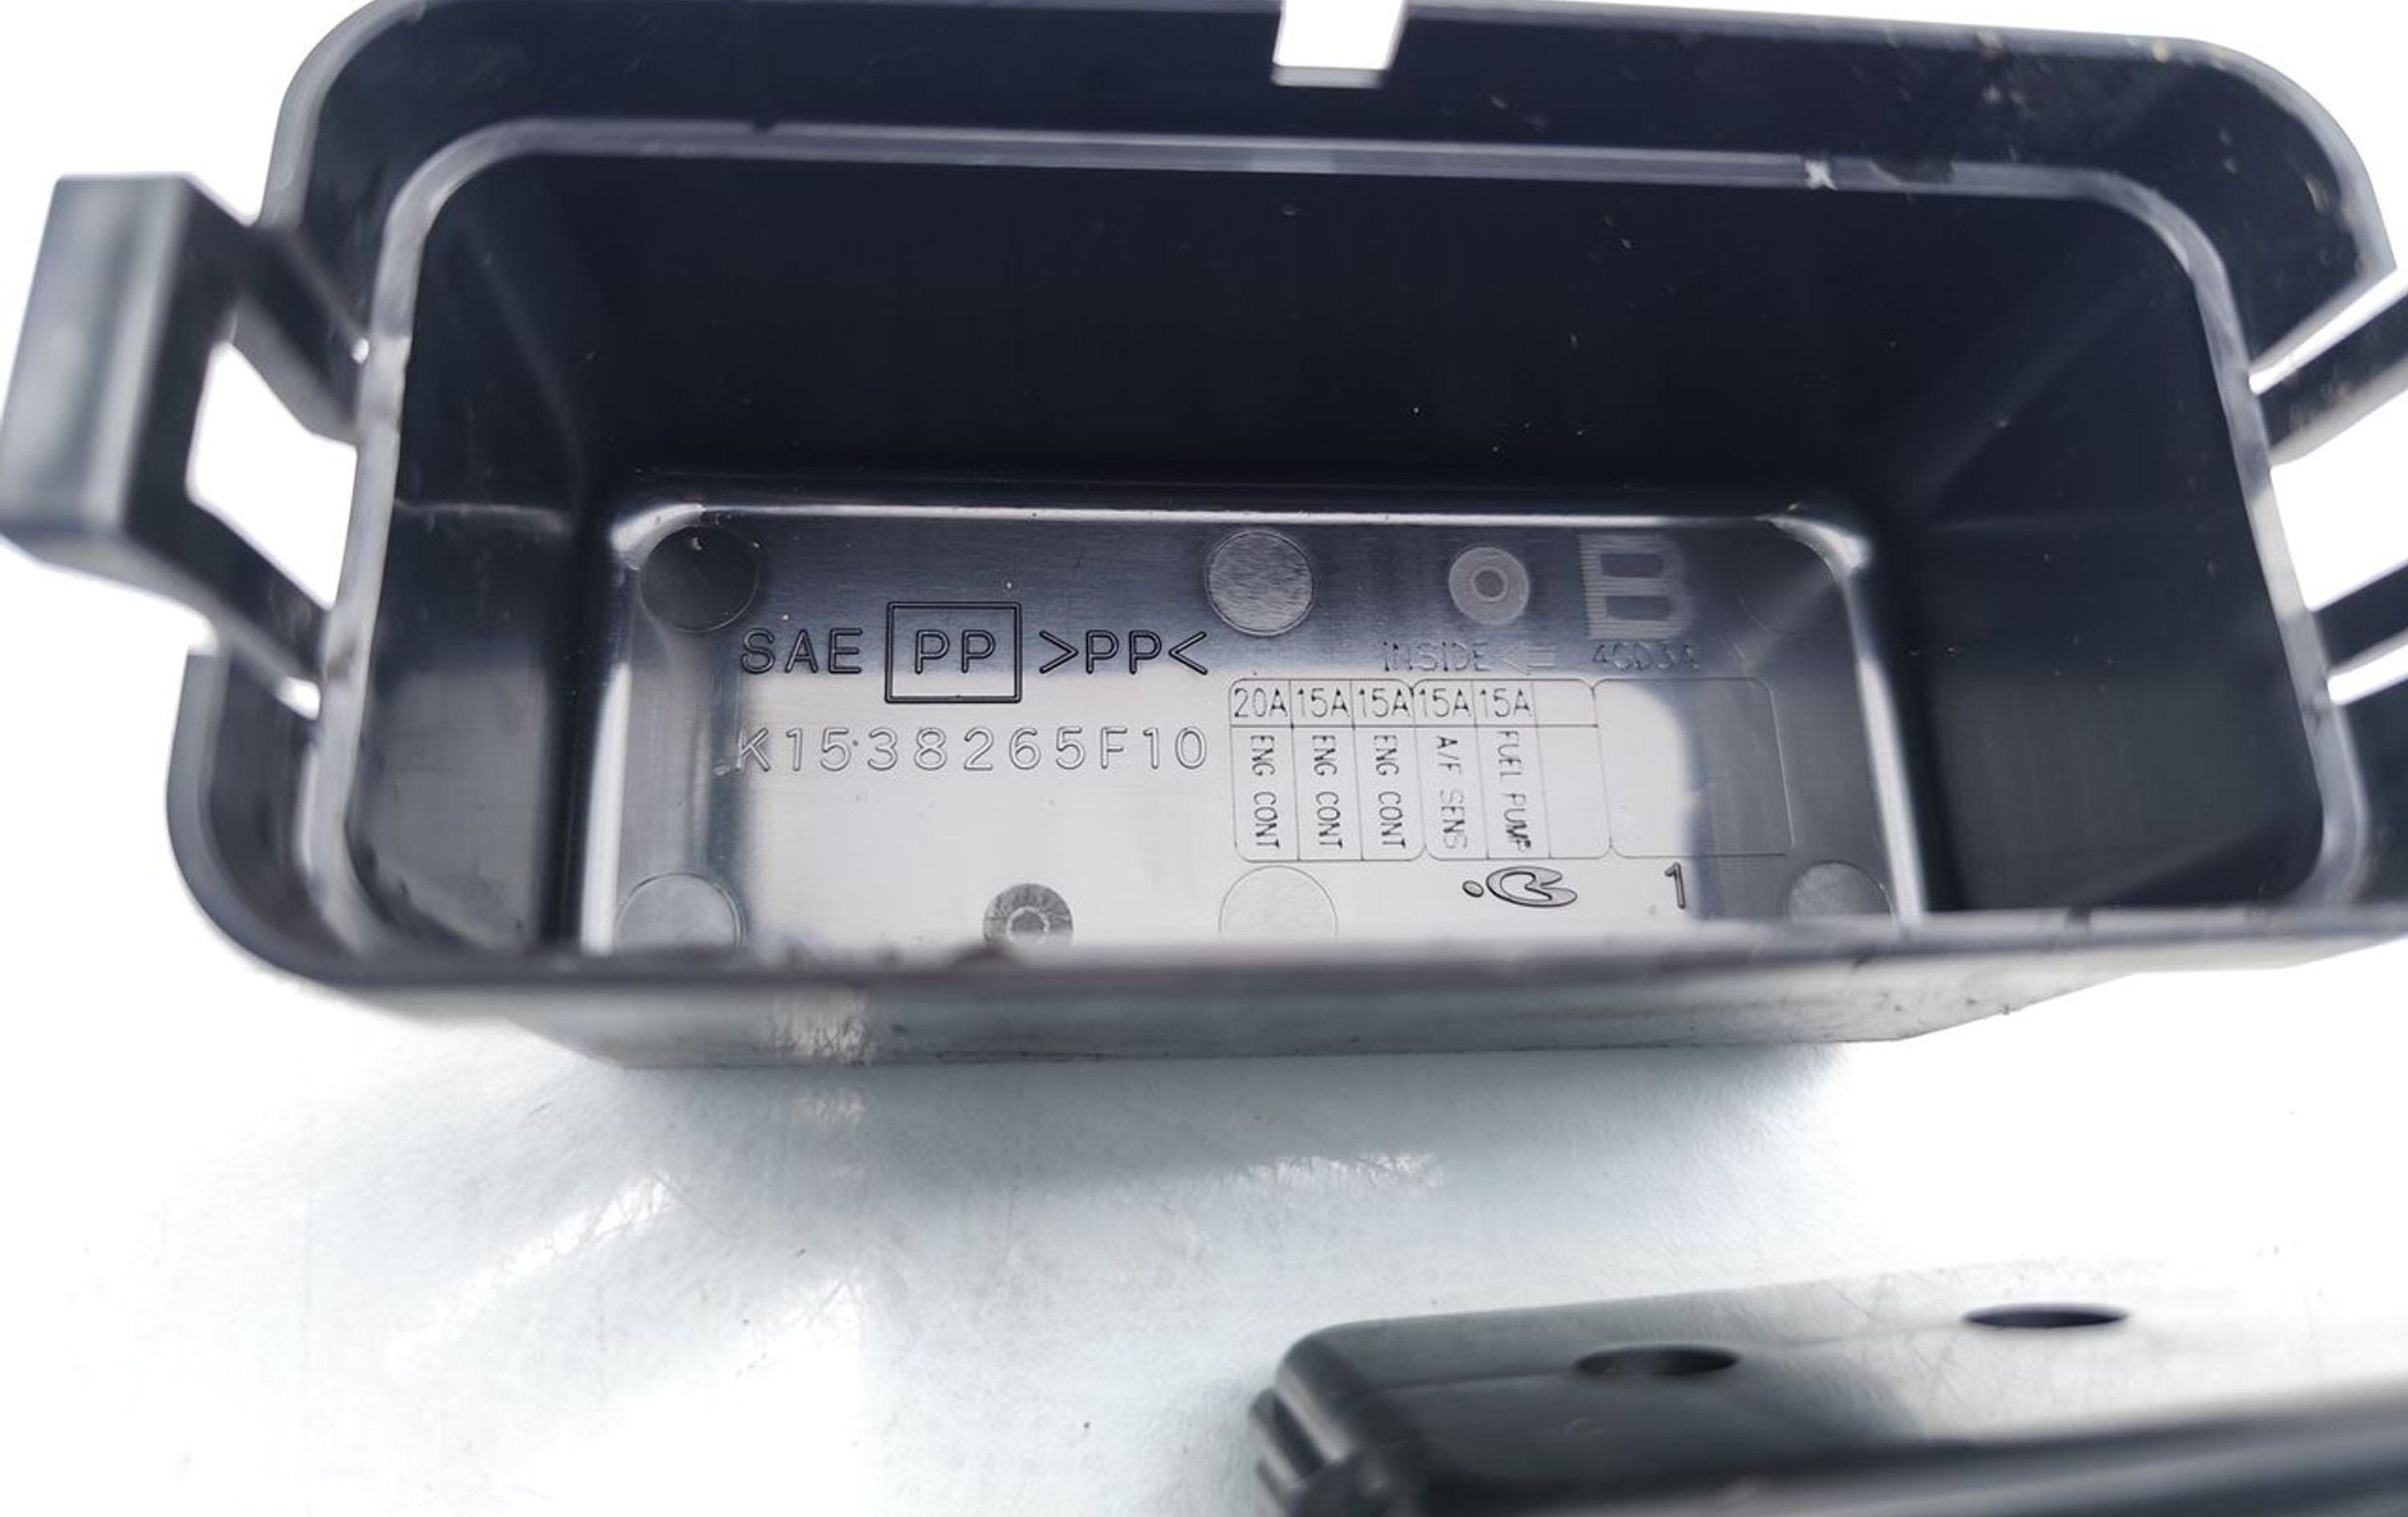 B
SAE PP >PP<
INSIDE <=
K1538265F10
20A 15A 15A 15A 15A
ENG CONT ENG CONT ENG CONT A/F SENS FUEL PUMP
1